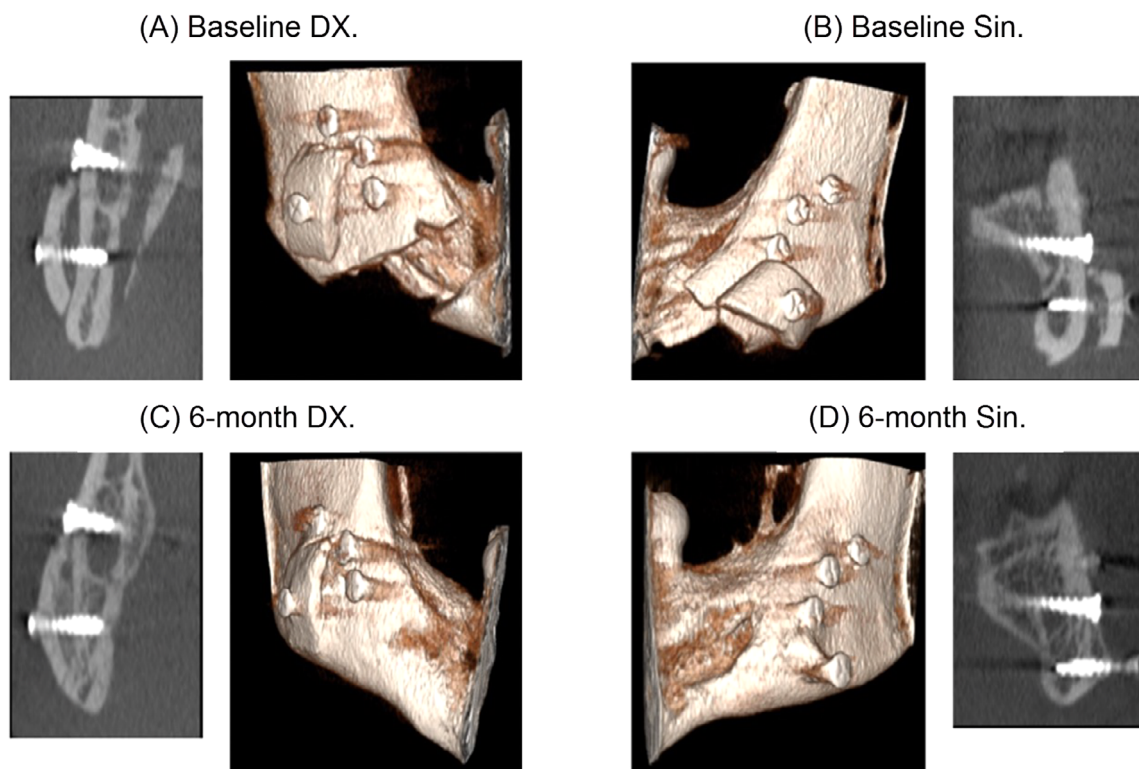 (A) Baseline DX.
(B) Baseline Sin.
(C) 6-month DX.
(D) 6-month Sin.